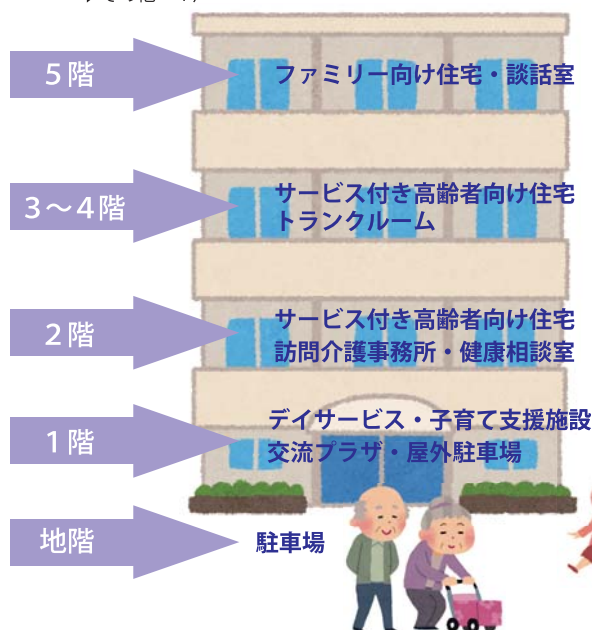 5階
ファミリー向け住宅・談話室
3～4階
サービス付き高齢者向け住宅
トランクルーム
2階
サービス付き高齢者向け住宅
訪問介護事務所・健康相談室
1階
デイサービス・子育て支援施設
交流プラザ・屋外駐車場
地階
駐車場